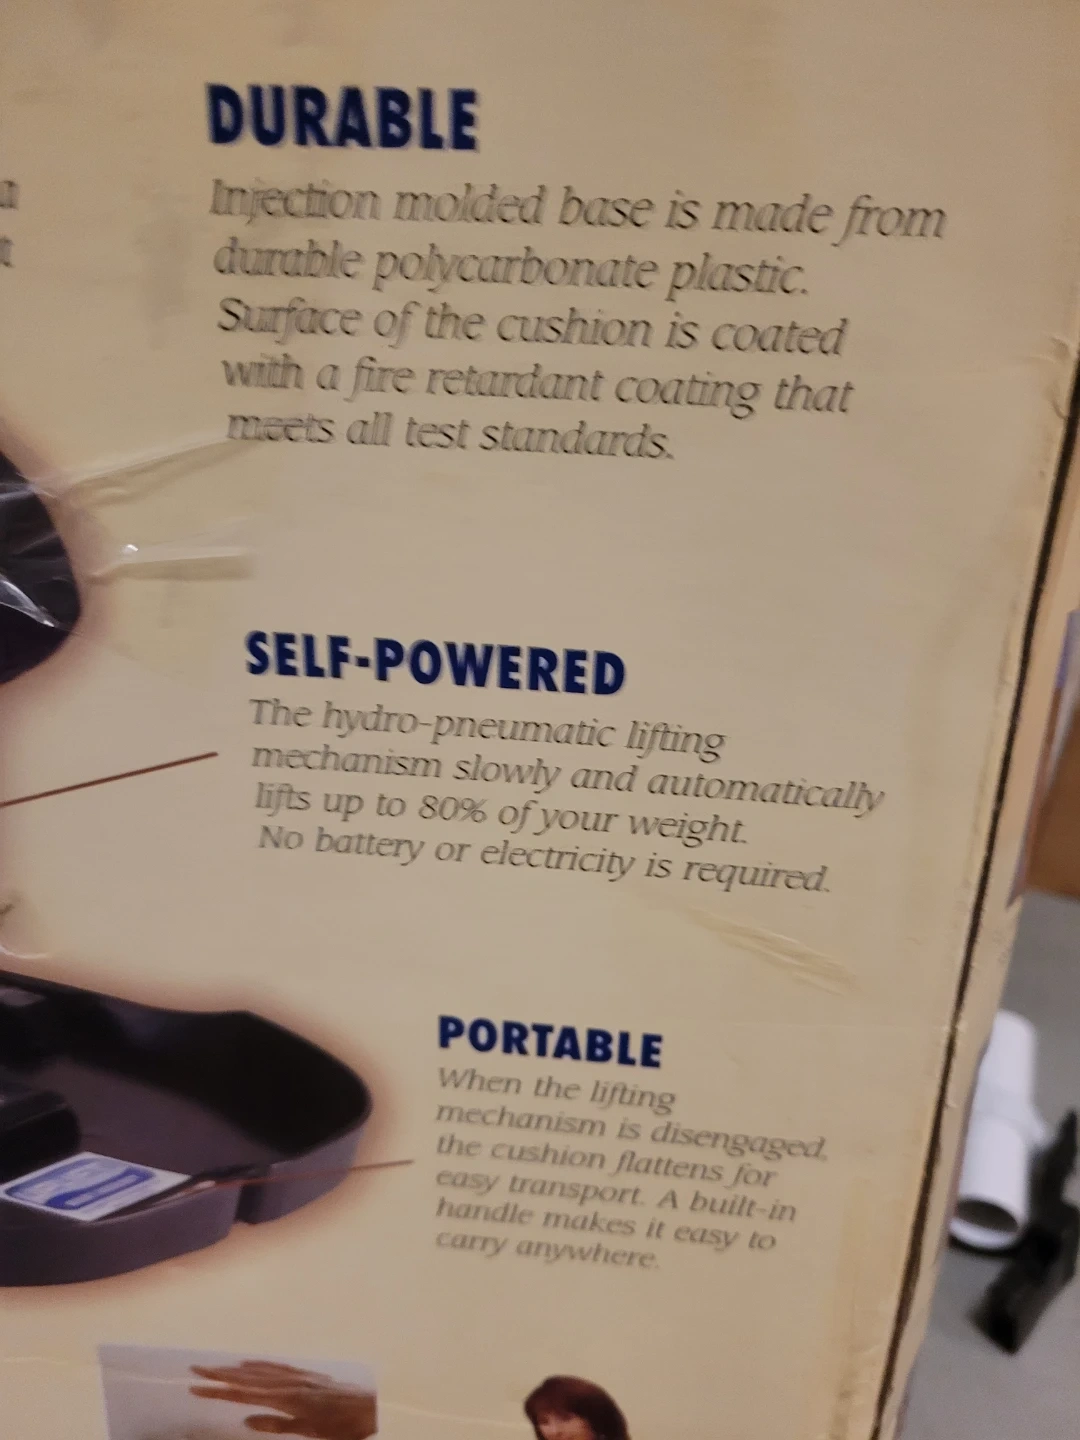 DURABLE
Injection molded base is made from
durable polycarbonate plastic.
Surface of the cushion is coated
with a fire retardant coating that
meets all test standards.
SELF-POWERED
The hydro-pneumatic lifting
mechanism slowly and automatically
lifts up to 80% of your weight.
No battery or electricity is required.
PORTABLE
When the lifting
mechanism is disengaged,
the cushion flattens for
easy transport. A built-in
handle makes it easy to
carry anywhere.